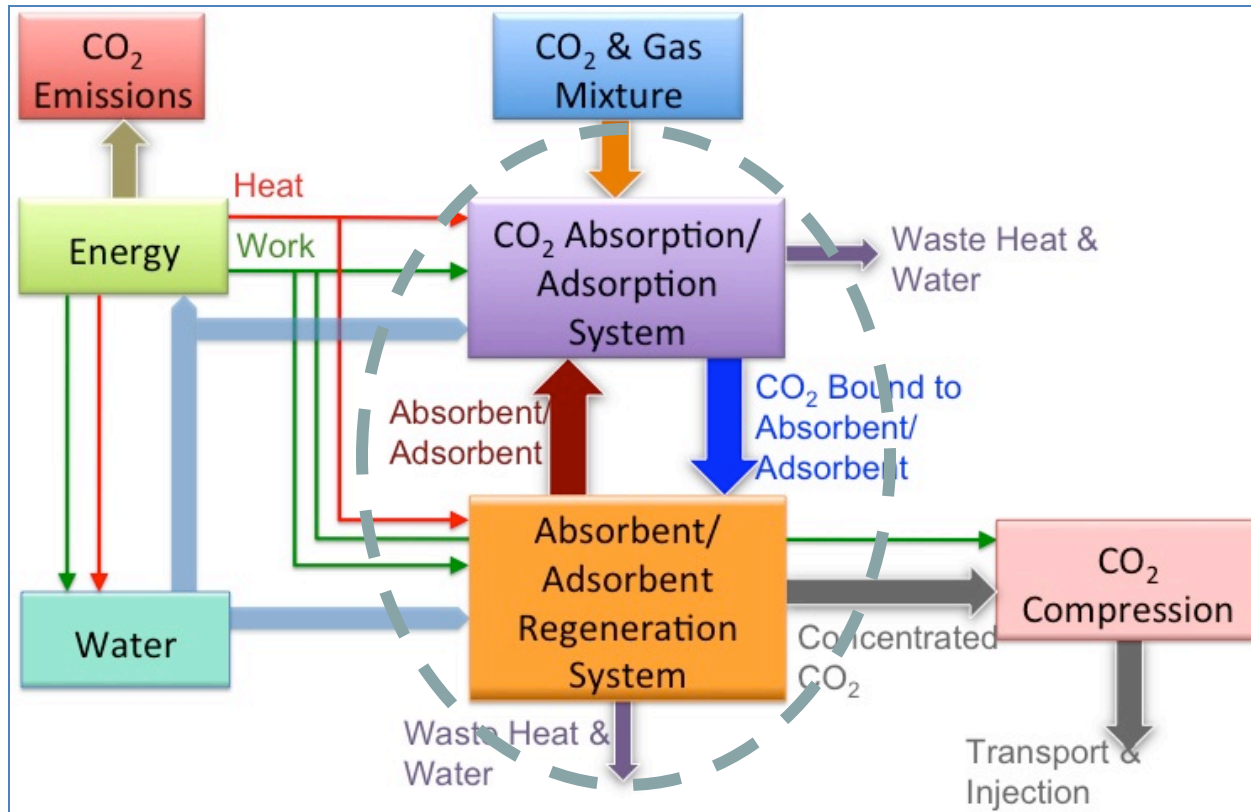 CO₂
Emissions
CO₂ & Gas
Mixture
Heat
Energy
Work
CO₂ Absorption/
Adsorption
System
Waste Heat &
Water
Absorbent/
Adsorbent
CO₂ Bound to
Absorbent/
Adsorbent
Absorbent/
Adsorbent
Regeneration
System
CO₂
Compression
Water
Concentrated
CO₂
Waste Heat &
Water
Transport &
Injection